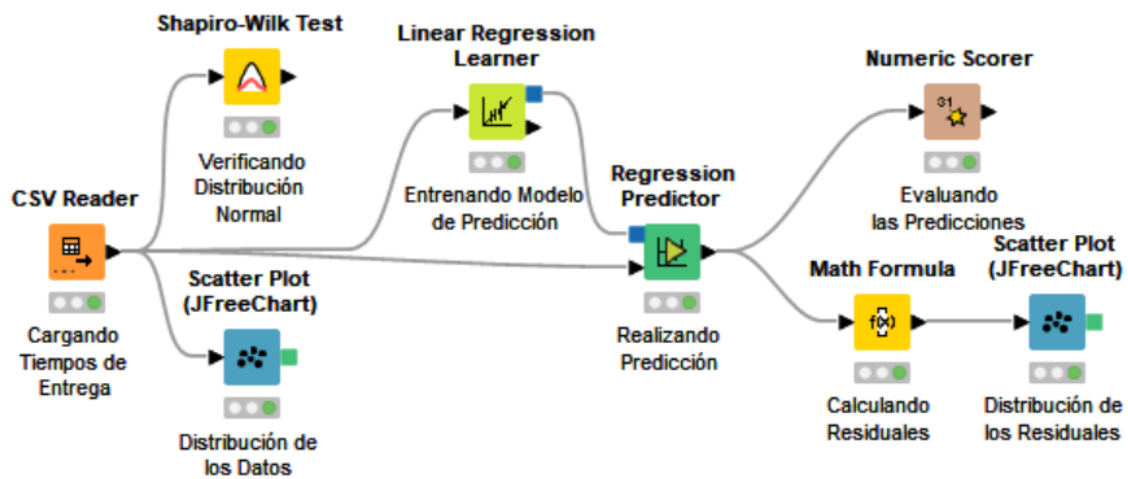 Shapiro-Wilk Test
Verificando
Distribución
Normal
Linear Regression
Learner
Entrenando Modelo
de Predicción
Numeric Scorer
31
Evaluando
las Predicciones
CSV Reader
Cargando
Tiempos de
Entrega
Scatter Plot
(JFreeChart)
Distribución de
los Datos
Regression
Predictor
Realizando
Predicción
Math Formula
f(x)
Calculando
Residuales
Scatter Plot
(JFreeChart)
Distribución de
los Residuales